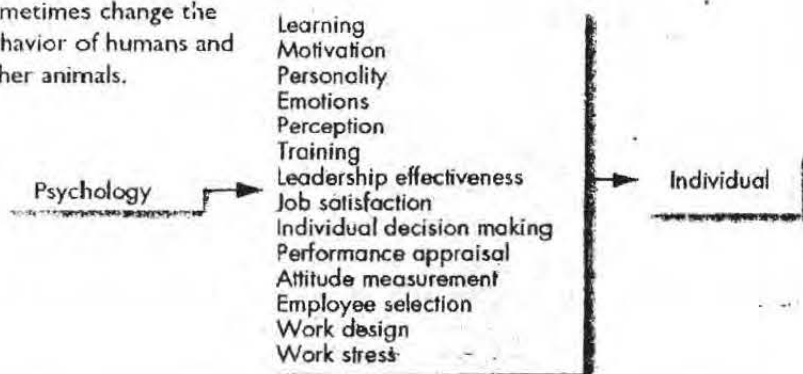 metimes change the
havior of humans and
her animals.
Learning
Motivation
Personality
Emotions
Perception
Training
Leadership effectiveness
Job satisfaction
Individual decision making
Performance appraisal
Attitude measurement
Employee selection
Work design
Work stress
Psychology
Individual